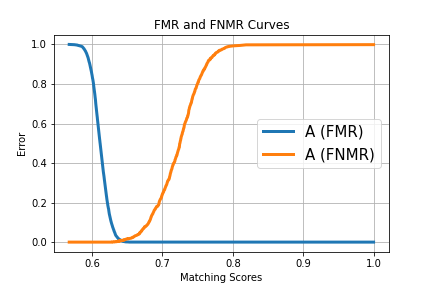 FMR and FNMR Curves
1.0
0.8
0.6
0.4
0.2
0.0
Error
A (FMR)
A (FNMR)
0.6 0.7 0.8 0.9 1.0
Matching Scores